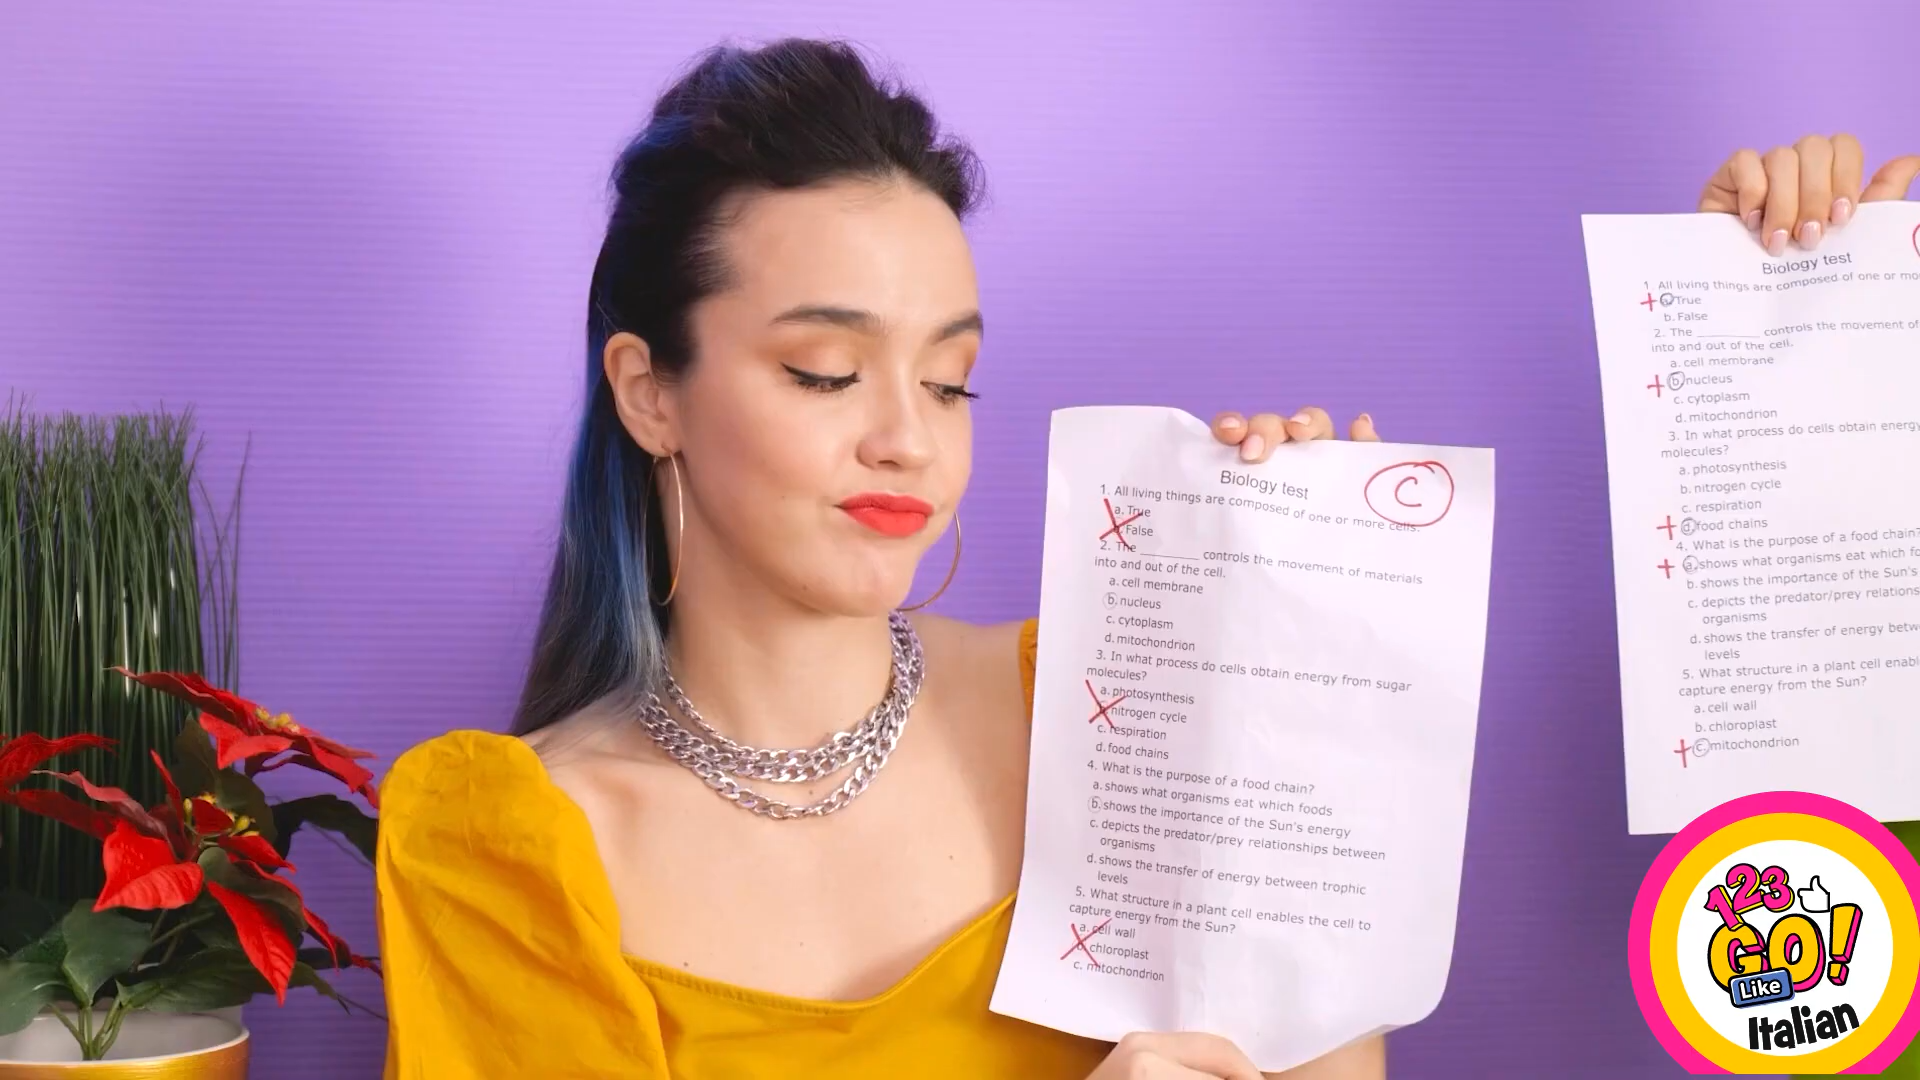 Biology test
C
1. All living things are composed of one or more cells.
a. True
b. False
2. The ________ controls the movement of materials
into and out of the cell.
a. cell membrane
b. nucleus
c. cytoplasm
d. mitochondrion
3. In what process do cells obtain energy from sugar
molecules?
a. photosynthesis
b. nitrogen cycle
c. respiration
d. food chains
4. What is the purpose of a food chain?
a. shows what organisms eat which foods
b. shows the importance of the Sun's energy
c. depicts the predator/prey relationships between
organisms
d. shows the transfer of energy between trophic
levels
5. What structure in a plant cell enables the cell to
capture energy from the Sun?
a. cell wall
b. chloroplast
c. mitochondrion
Biology test
1. All living things are composed of one or
a. True
b. False
2. The ________ controls the movement of
into and out of the cell.
a. cell membrane
b. nucleus
c. cytoplasm
d. mitochondrion
3. In what process do cells obtain energy
molecules?
a. photosynthesis
b. nitrogen cycle
c. respiration
d. food chains
4. What is the purpose of a food chain?
a. shows what organisms eat which
b. shows the importance of the Sun's
c. depicts the predator/prey
organisms
d. shows the transfer of energy
levels
5. What structure in a plant cell
capture energy from the Sun?
a. cell wall
b. chloroplast
c. mitochondrion
123
GO!
Like
Italian